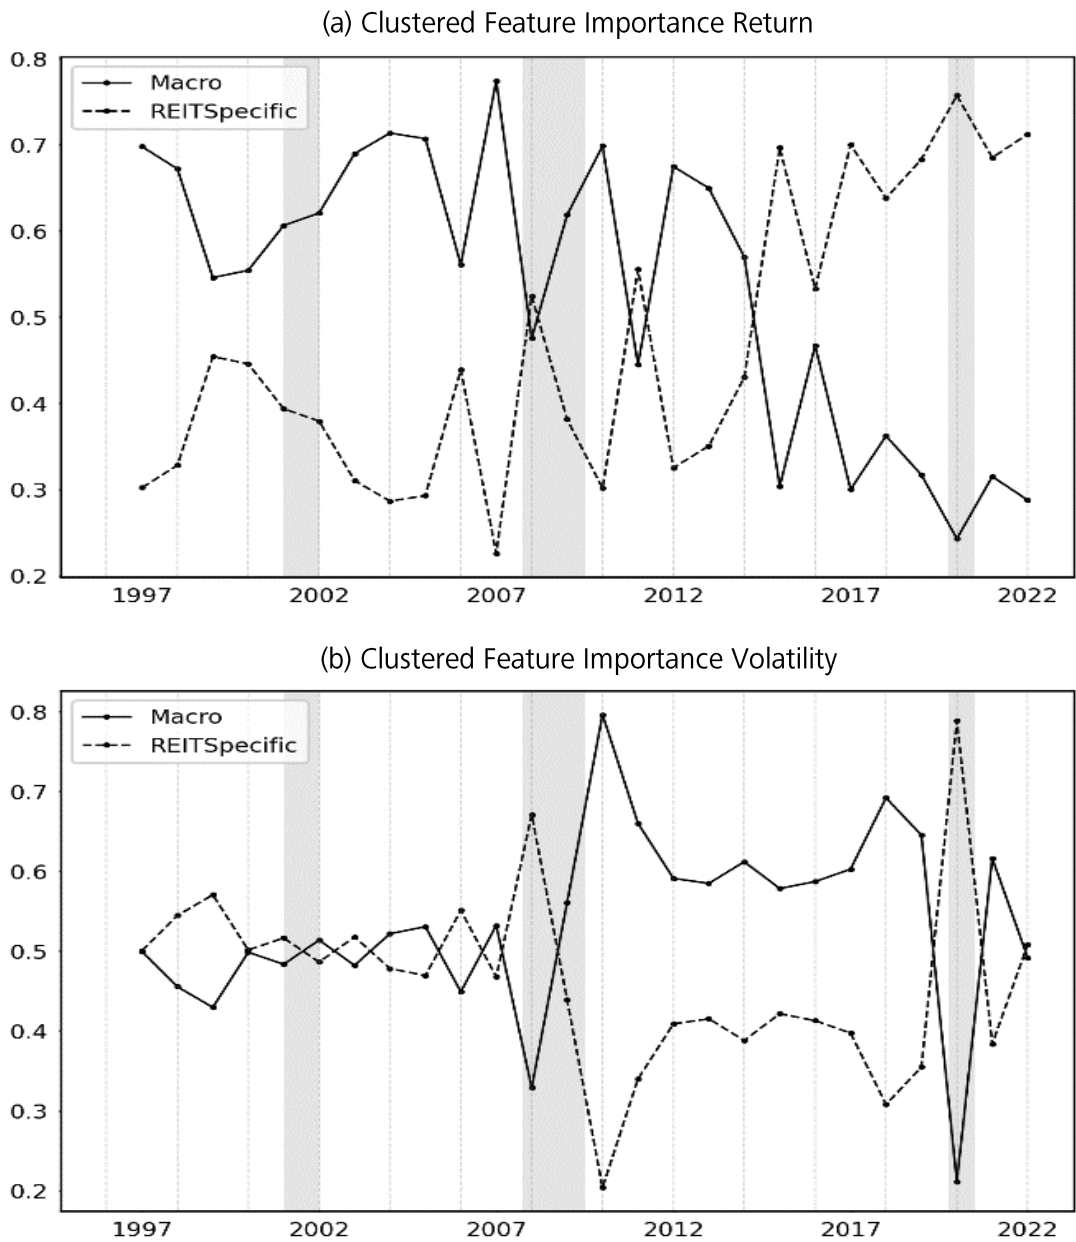 (a) Clustered Feature Importance Return
0.8
Macro
REITSpecific
0.7
0.6
0.5
0.4
0.3
0.2
1997 2002 2007 2012 2017 2022
(b) Clustered Feature Importance Volatility
0.8
Macro
REITSpecific
0.7
0.6
0.5
0.4
0.3
0.2
1997 2002 2007 2012 2017 2022